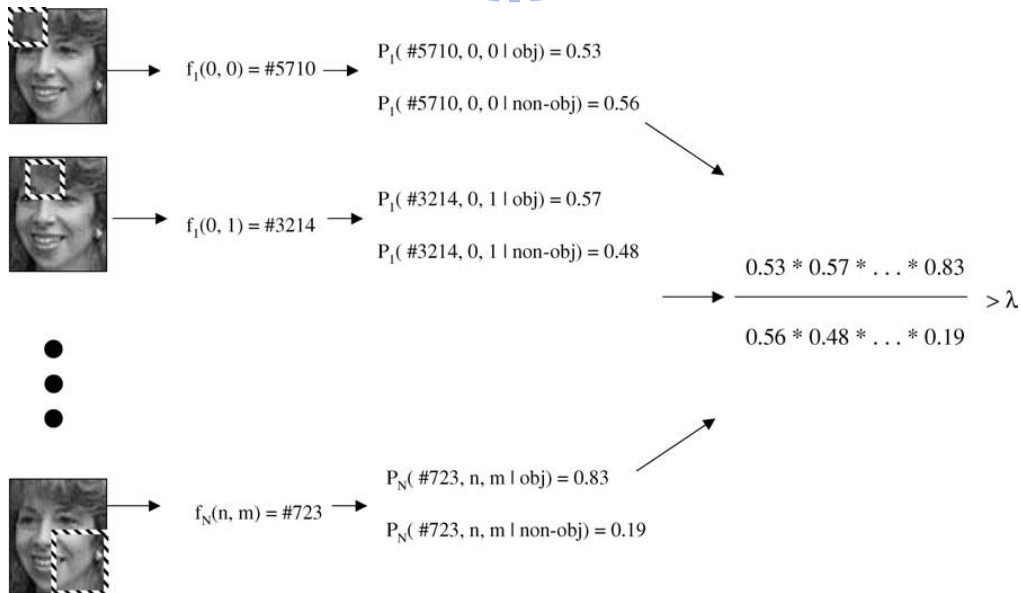 f₁(0, 0) = #5710
P₁( #5710, 0, 0 | obj) = 0.53
P₁( #5710, 0, 0 | non-obj) = 0.56
f₁(0, 1) = #3214
P₁( #3214, 0, 1 | obj) = 0.57
P₁( #3214, 0, 1 | non-obj) = 0.48
0.53 * 0.57 * . . . * 0.83
> λ
0.56 * 0.48 * . . . * 0.19
f_N(n, m) = #723
P_N( #723, n, m | obj) = 0.83
P_N( #723, n, m | non-obj) = 0.19